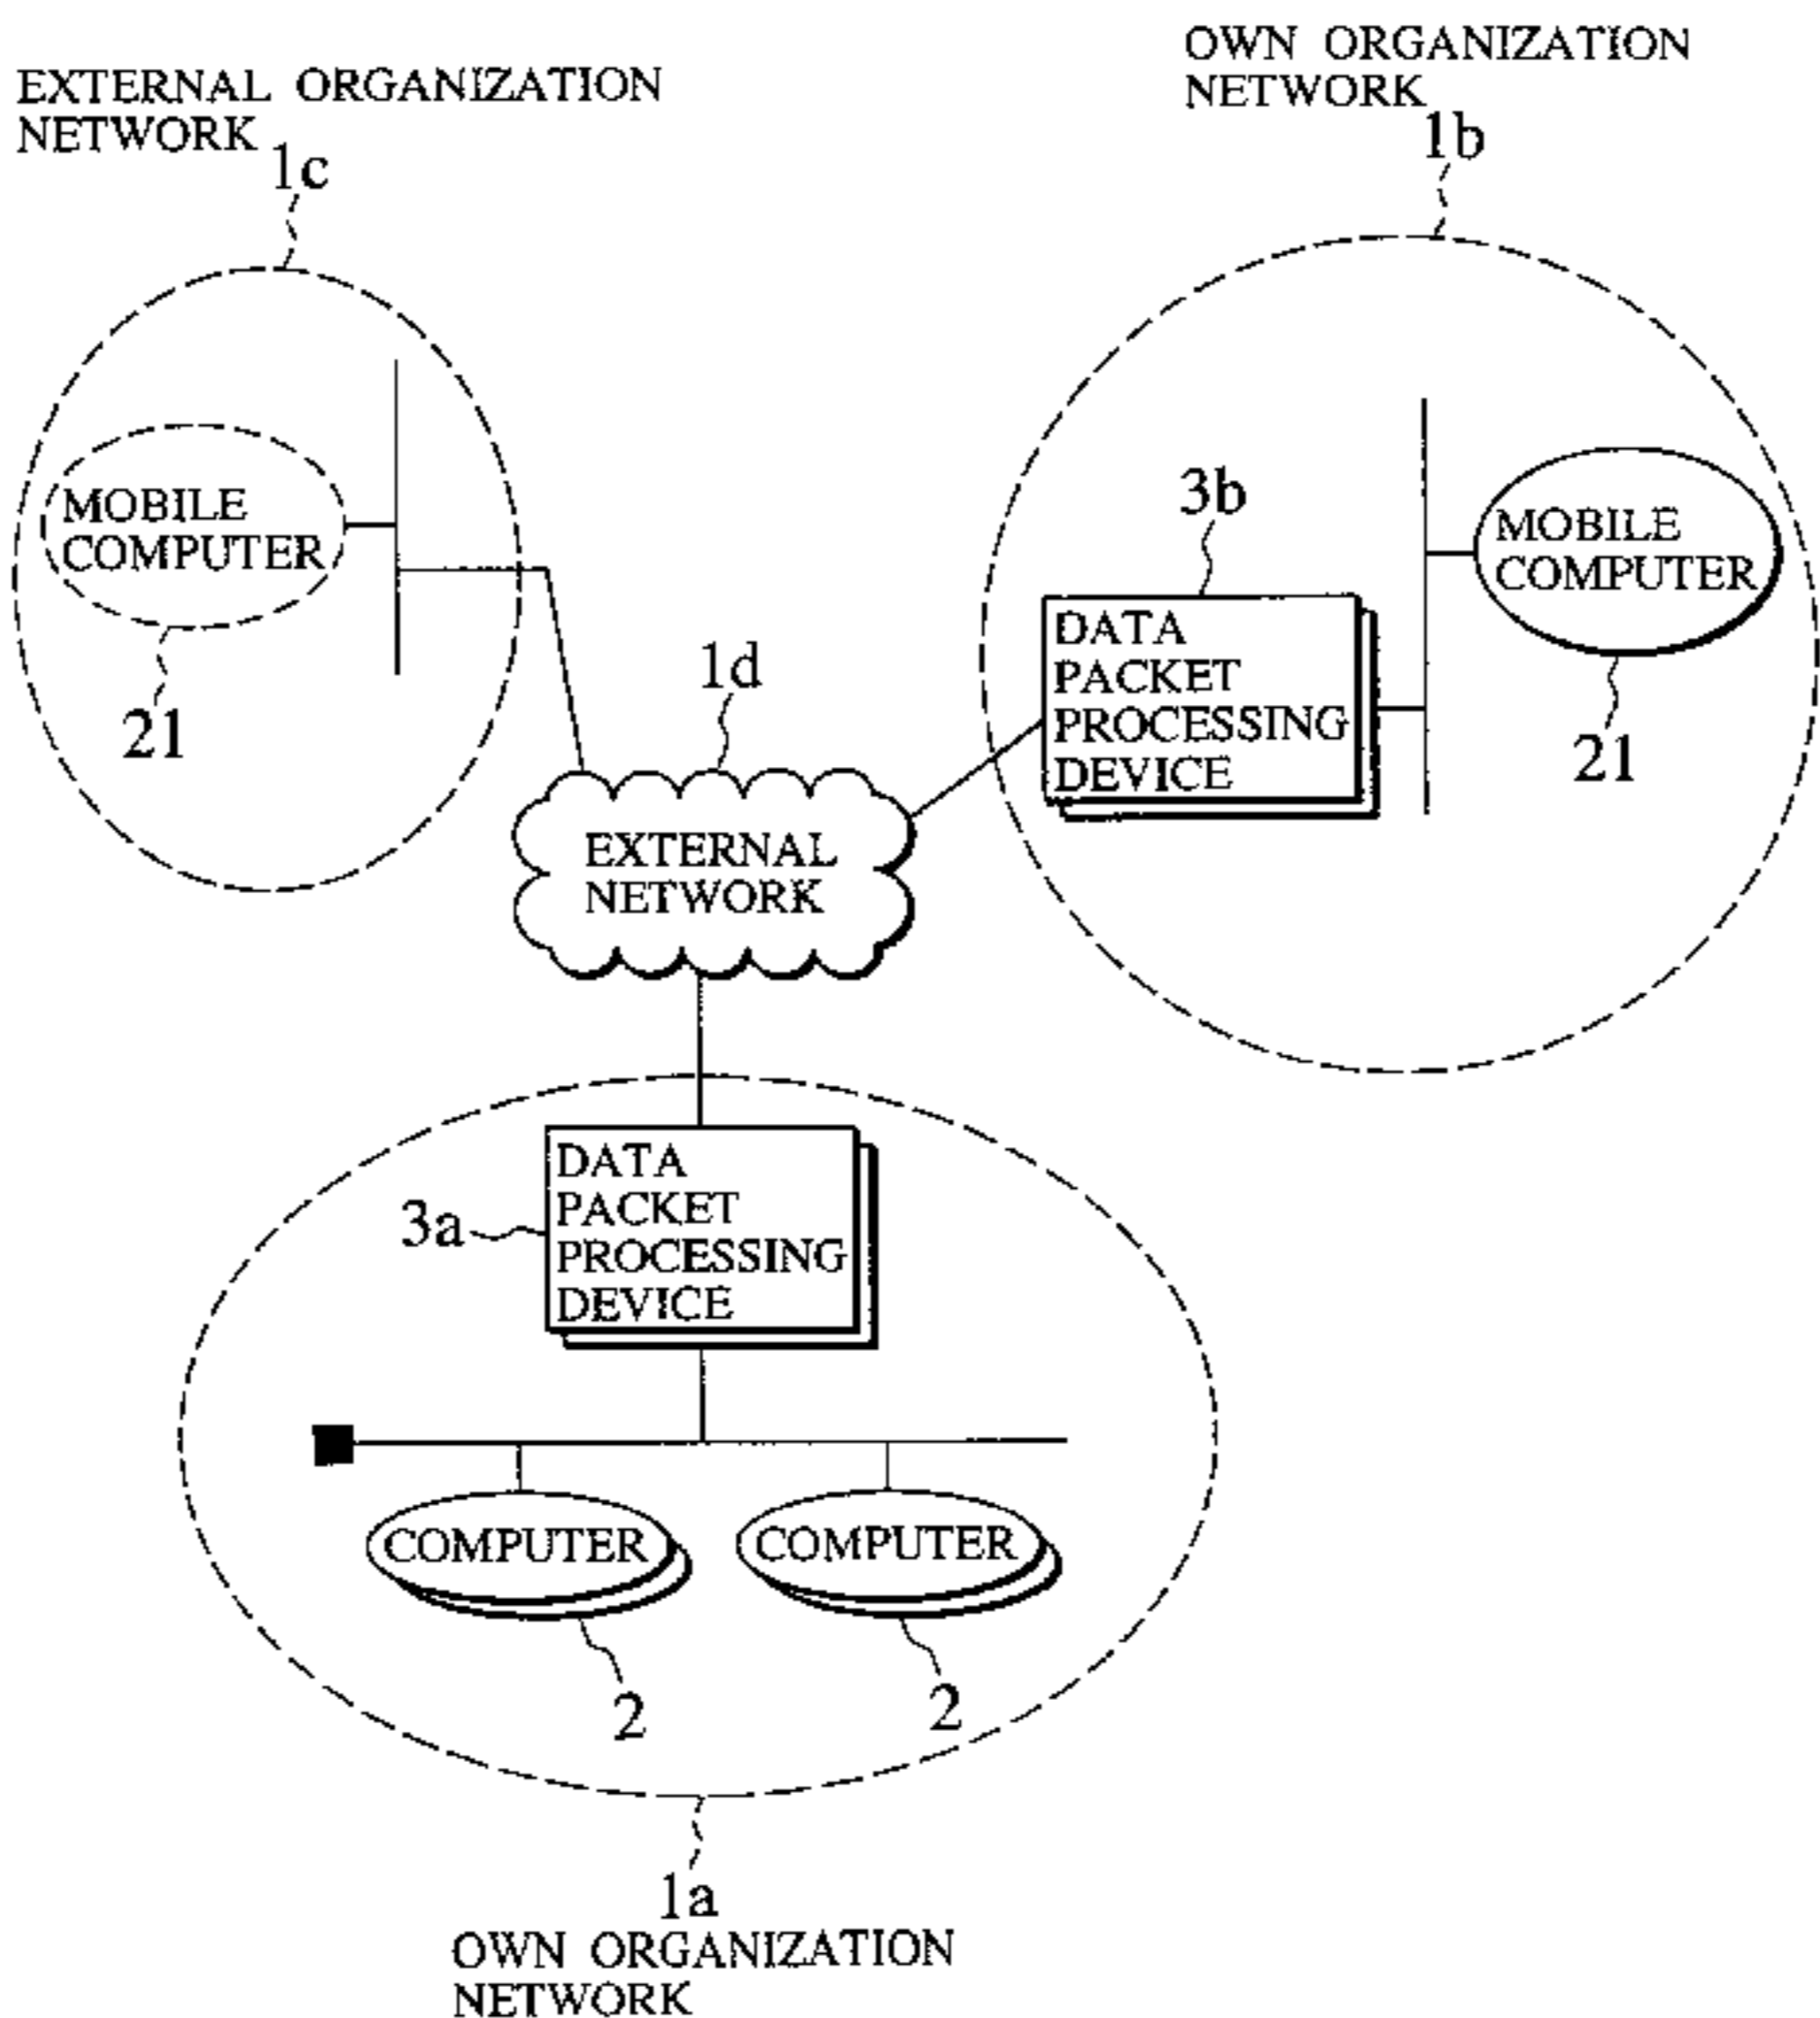 OWN ORGANIZATION
NETWORK
1b
EXTERNAL ORGANIZATION
NETWORK
1c
MOBILE
COMPUTER
21
3b
DATA
PACKET
PROCESSING
DEVICE
MOBILE
COMPUTER
21
1d
EXTERNAL
NETWORK
3a
DATA
PACKET
PROCESSING
DEVICE
COMPUTER
COMPUTER
2
2
1a
OWN ORGANIZATION
NETWORK